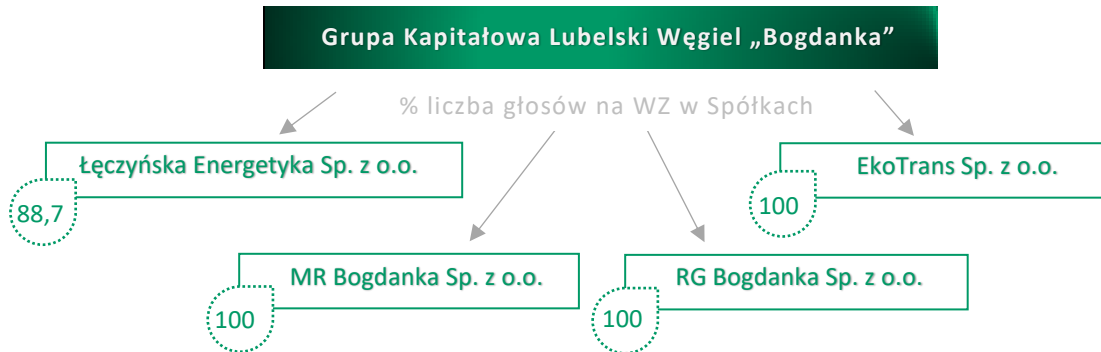 Grupa Kapitałowa Lubelski Węgiel „Bogdanka”
% liczba głosów na WZ w Spółkach
Łęczyńska Energetyka Sp. z o.o.
88,7
EkoTrans Sp. z o.o.
100
MR Bogdanka Sp. z o.o.
100
RG Bogdanka Sp. z o.o.
100